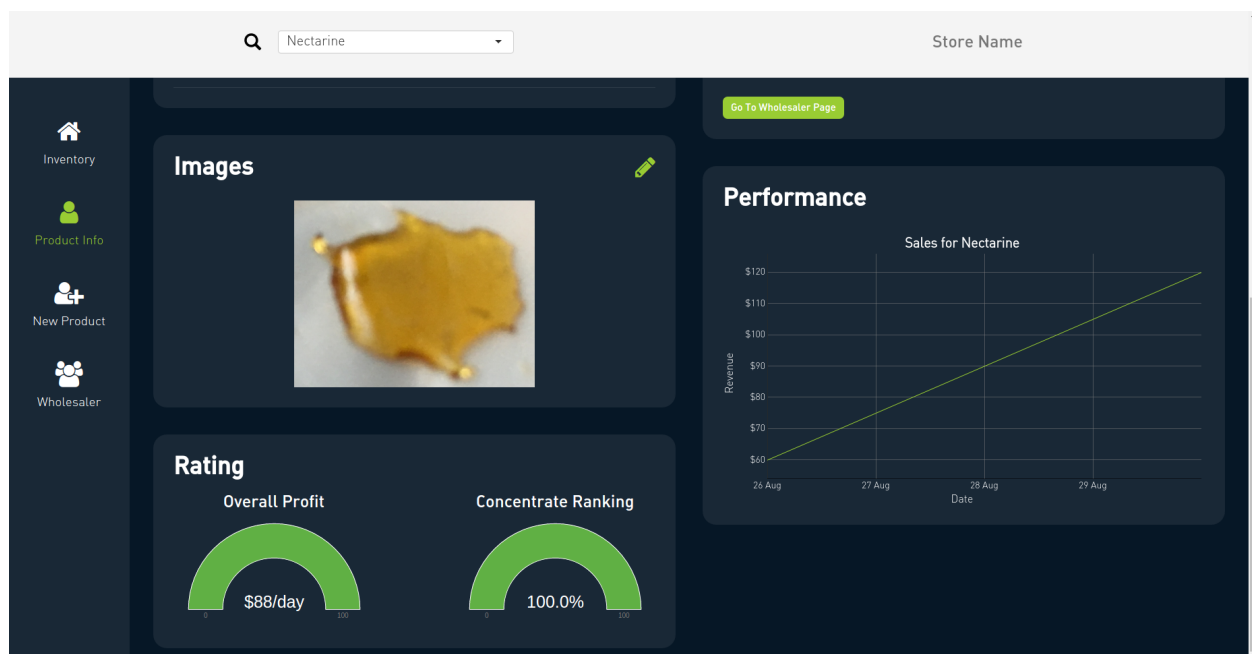 Nectarine
Store Name
Inventory
Product Info
New Product
Wholesaler
Images
Rating
Overall Profit
$88/day
0
100
Concentrate Ranking
100.0%
0
100
Go To Wholesaler Page
Performance
Sales for Nectarine
Revenue
$120
$110
$100
$90
$80
$70
$60
26 Aug
27 Aug
28 Aug
29 Aug
Date